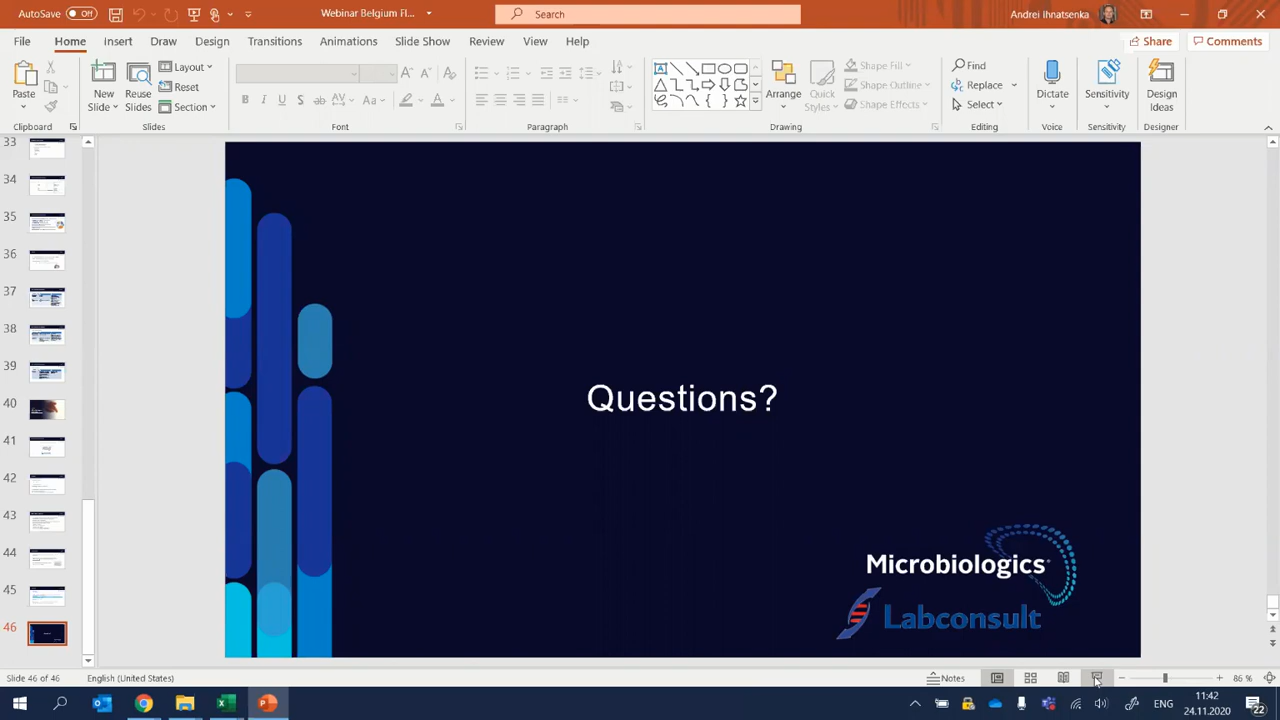 AutoSave Off Webinar Belgium Fl... Search Andrei Ihnatsenka
File Home Insert Draw Design Transitions Animations Slide Show Review View Help Share Comments
Paste New Slide Reuse Slides Layout Reset Section
Aa Arrange Quick Styles Shape Fill Shape Outline Shape Effects Find Replace Select Dictate Sensitivity Design Ideas
Clipboard Slides Font Paragraph Drawing Editing Voice Sensitivity Designer
33
34
35
36
37
38
39
40
41
42
43
44
45
46
Questions?
Microbiologics
Labconsult
Slide 46 of 46 English (United States) Notes 86 %
ENG 11:42
24.11.2020 22